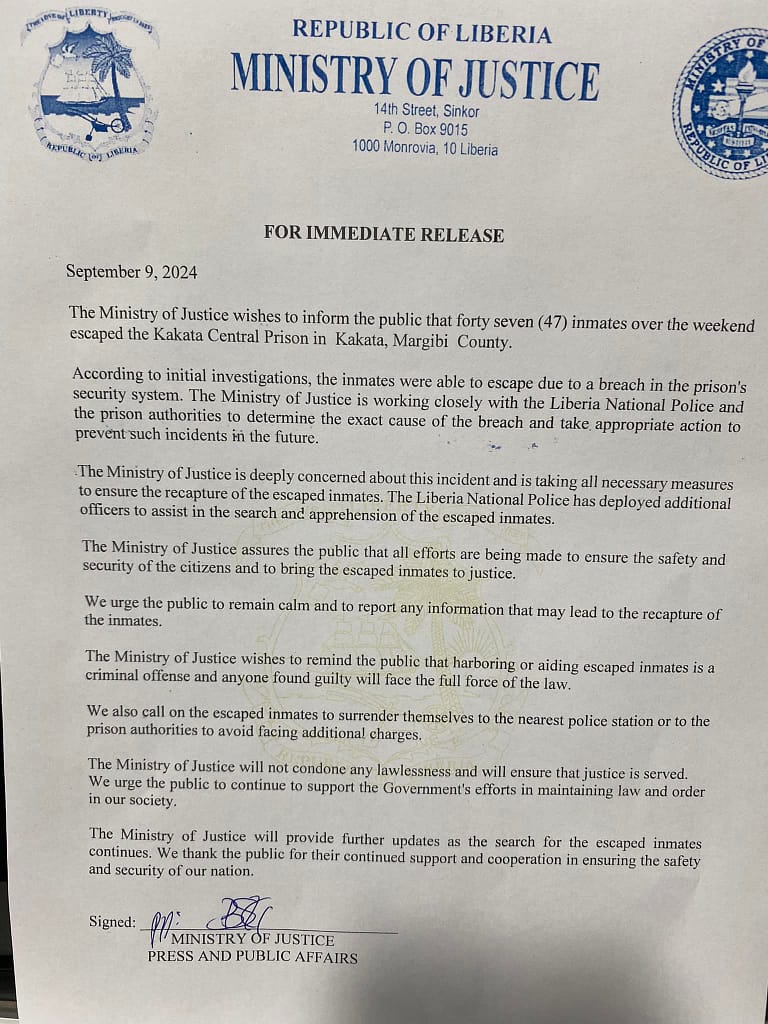 THE LOVE OF LIBERTY BROUGHT US HERE
REPUBLIC OF LIBERIA
REPUBLIC OF LIBERIA
MINISTRY OF JUSTICE
14th Street, Sinkor
P. O. Box 9015
1000 Monrovia, 10 Liberia
MINISTRY OF
REPUBLIC OF LI
FOR IMMEDIATE RELEASE
September 9, 2024
The Ministry of Justice wishes to inform the public that forty seven (47) inmates over the weekend
escaped the Kakata Central Prison in Kakata, Margibi County.
According to initial investigations, the inmates were able to escape due to a breach in the prison's
security system. The Ministry of Justice is working closely with the Liberia National Police and
the prison authorities to determine the exact cause of the breach and take appropriate action to
prevent such incidents in the future.
The Ministry of Justice is deeply concerned about this incident and is taking all necessary measures
to ensure the recapture of the escaped inmates. The Liberia National Police has deployed additional
officers to assist in the search and apprehension of the escaped inmates.
The Ministry of Justice assures the public that all efforts are being made to ensure the safety and
security of the citizens and to bring the escaped inmates to justice.
We urge the public to remain calm and to report any information that may lead to the recapture of
the inmates.
The Ministry of Justice wishes to remind the public that harboring or aiding escaped inmates is a
criminal offense and anyone found guilty will face the full force of the law.
We also call on the escaped inmates to surrender themselves to the nearest police station or to the
prison authorities to avoid facing additional charges.
The Ministry of Justice will not condone any lawlessness and will ensure that justice is served.
We urge the public to continue to support the Government's efforts in maintaining law and order
in our society.
The Ministry of Justice will provide further updates as the search for the escaped inmates
continues. We thank the public for their continued support and cooperation in ensuring the safety
and security of our nation.
Signed:
MINISTRY OF JUSTICE
PRESS AND PUBLIC AFFAIRS